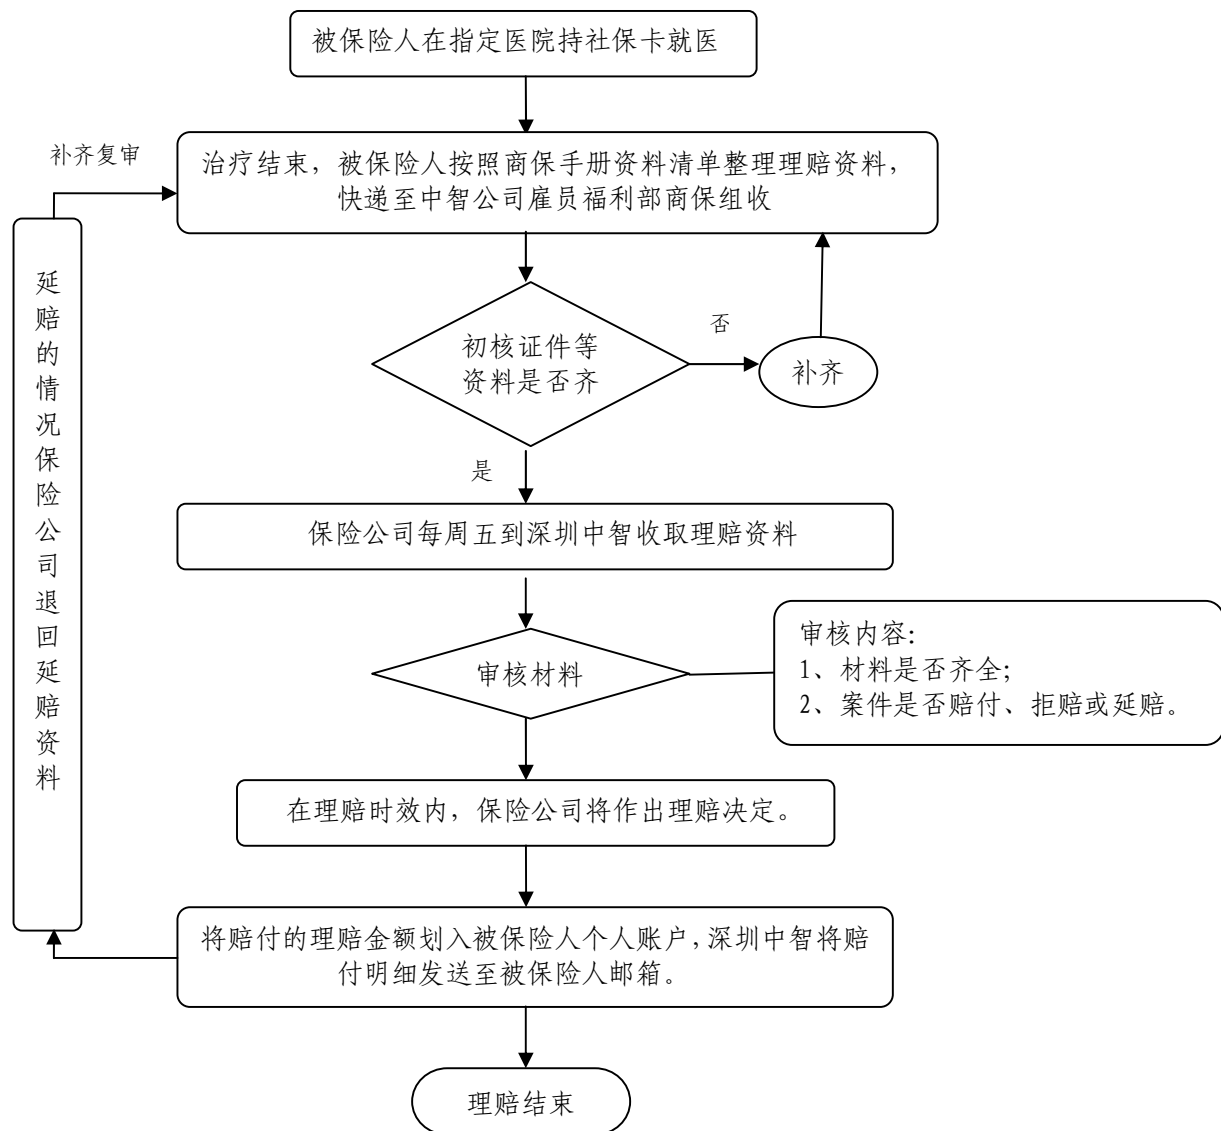 被保险人在指定医院持社保卡就医
补齐复审
治疗结束，被保险人按照商保手册资料清单整理理赔资料，
快递至中智公司雇员福利部商保组收
延赔的情况保险公司退回延赔资料
初核证件等
资料是否齐
否
补齐
是
保险公司每周五到深圳中智收取理赔资料
审核材料
审核内容：
1、材料是否齐全；
2、案件是否赔付、拒赔或延赔。
在理赔时效内，保险公司将作出理赔决定。
将赔付的理赔金额划入被保险人个人账户，深圳中智将赔
付明细发送至被保险人邮箱。
理赔结束